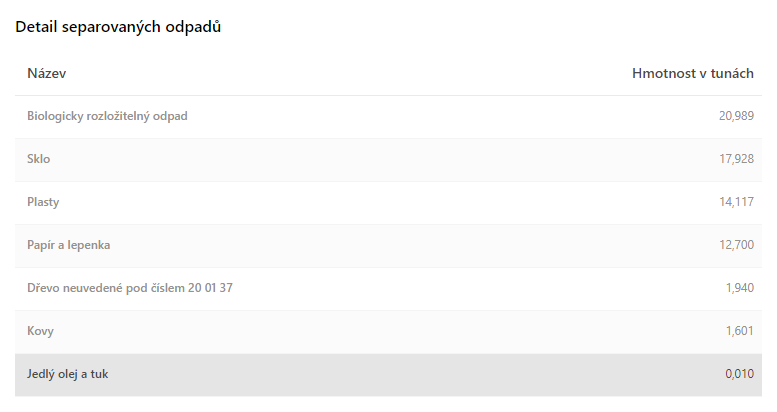 Detail separovaných odpadů
Název Hmotnost v tunách
Biologicky rozložitelný odpad 20,989
Sklo 17,928
Plasty 14,117
Papír a lepenka 12,700
Dřevo neuvedené pod číslem 20 01 37 1,940
Kovy 1,601
Jedlý olej a tuk 0,010